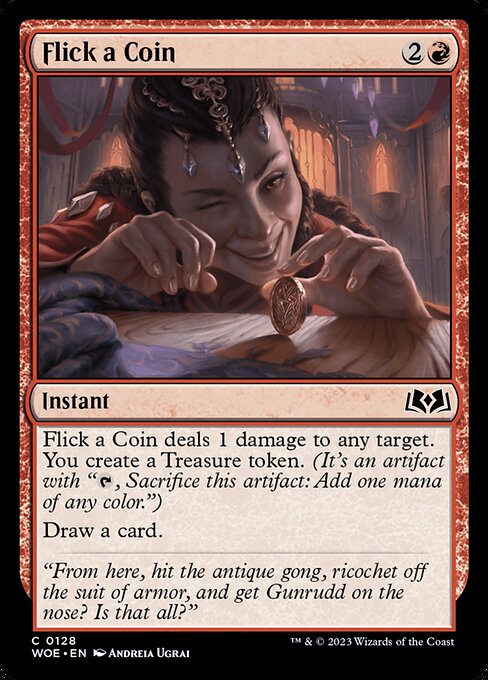 Flick a Coin 2
Instant
Flick a Coin deals 1 damage to any target.
You create a Treasure token. (It's an artifact
with “, Sacrifice this artifact: Add one mana
of any color.”)
Draw a card.
“From here, hit the antique gong, ricochet off
the suit of armor, and get Gunrudd on the
nose? Is that all?”
C 0128
WOE • EN Andreia Ugrai
™ & © 2023 Wizards of the Coast